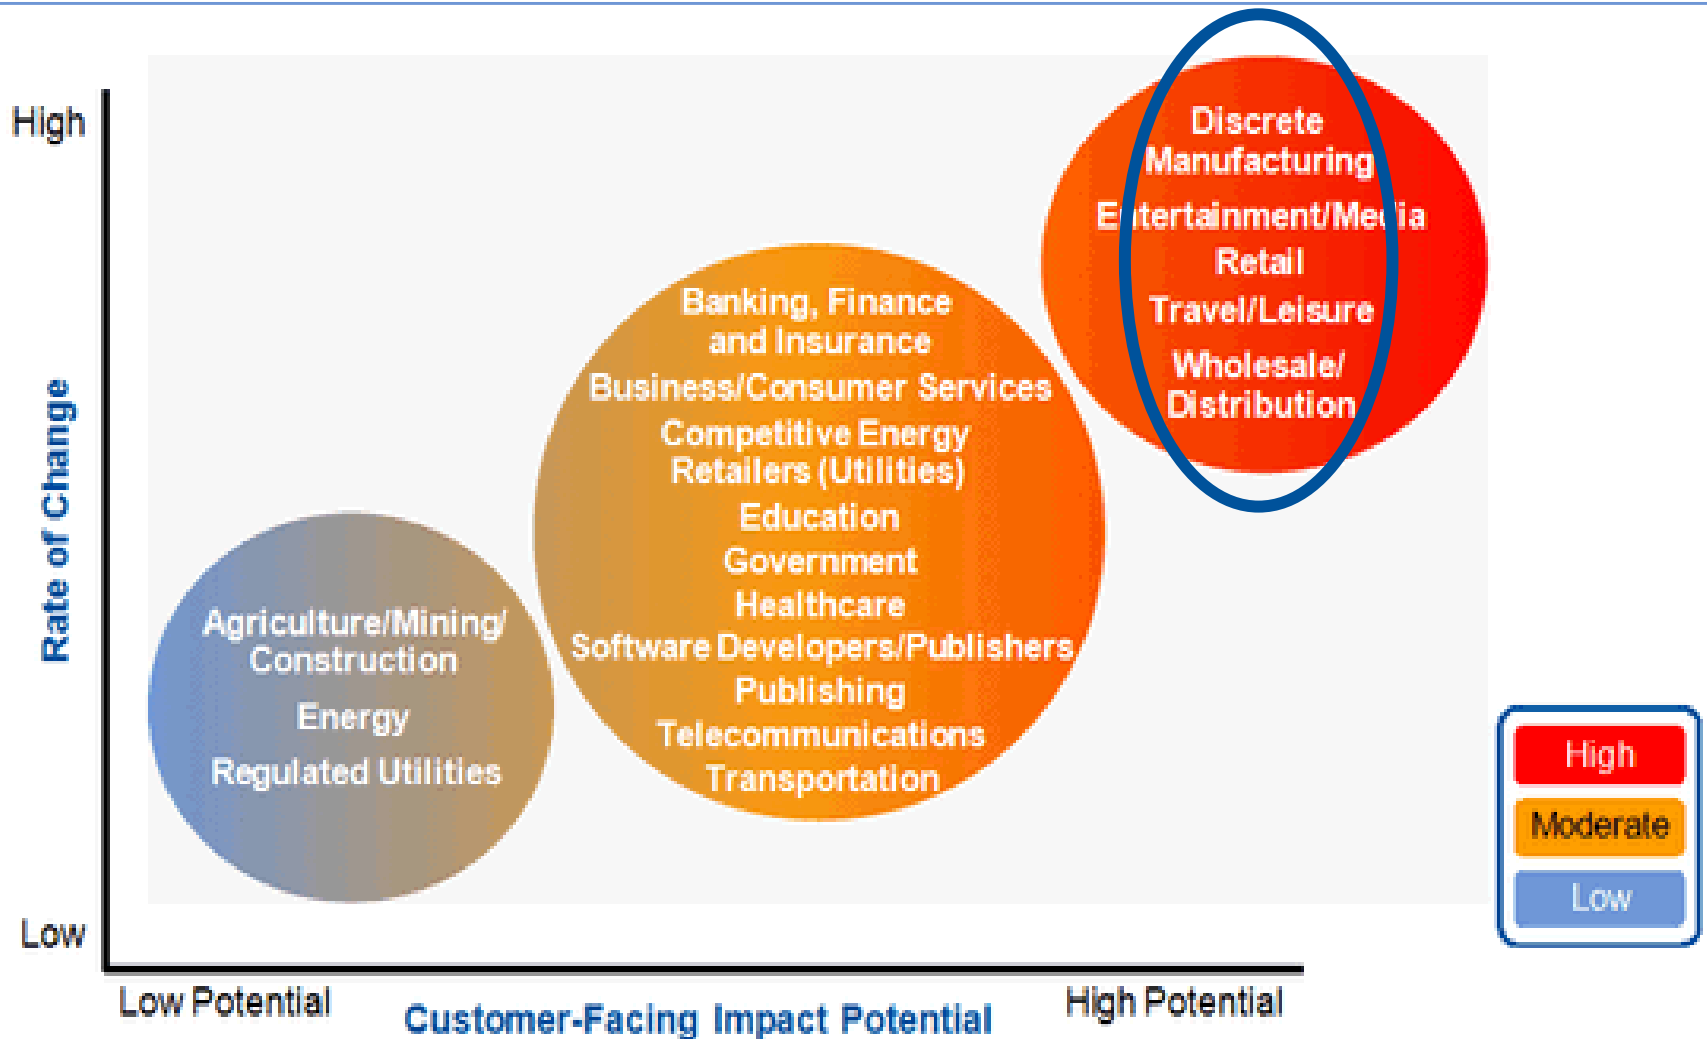 High
Discrete
Manufacturing
Entertainment/Media
Retail
Travel/Leisure
Wholesale/
Distribution
Banking, Finance
and Insurance
Business/Consumer Services
Competitive Energy
Retailers (Utilities)
Education
Government
Healthcare
Software Developers/Publishers
Publishing
Telecommunications
Transportation
Agriculture/Mining/
Construction
Energy
Regulated Utilities
Rate of Change
Low
Low Potential
Customer-Facing Impact Potential
High Potential
High
Moderate
Low